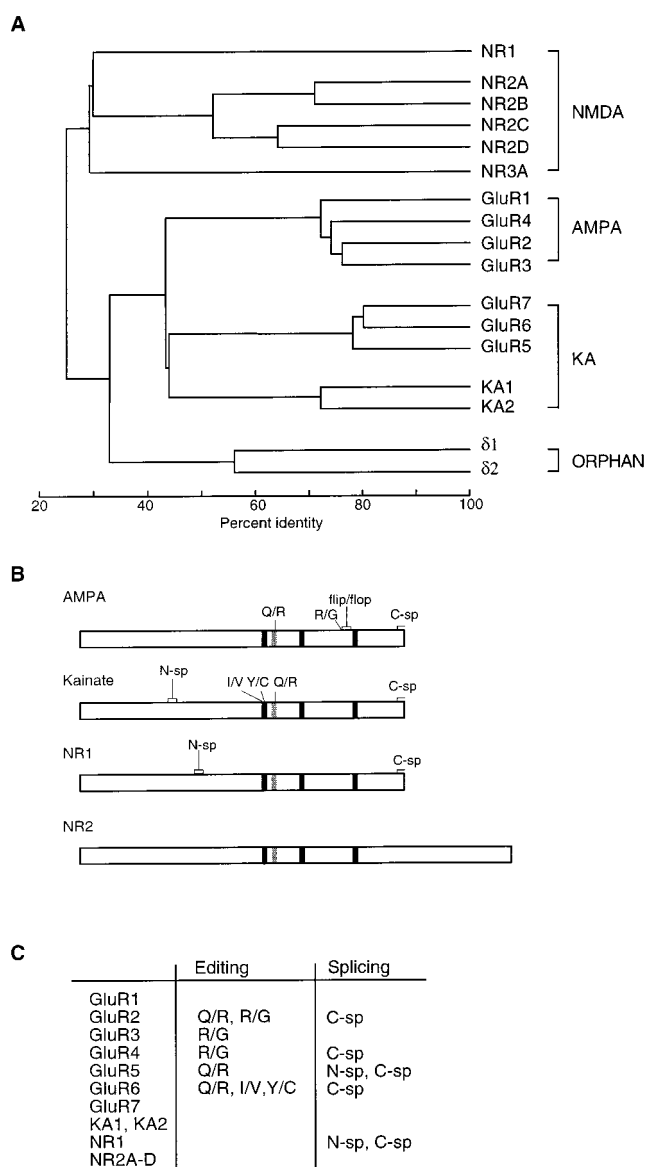 A
NR1
NR2A
NR2B
NR2C
NR2D
NR3A
NMDA
GluR1
GluR4
GluR2
GluR3
AMPA
GluR7
GluR6
GluR5
KA1
KA2
KA
δ1
δ2
ORPHAN
20 40 60 80 100
Percent identity
B
AMPA
Q/R
flip/flop
R/G
C-sp
Kainate
N-sp
I/V Y/C Q/R
C-sp
NR1
N-sp
C-sp
NR2
C
Editing Splicing
GluR1
GluR2 Q/R, R/G C-sp
GluR3 R/G
GluR4 R/G C-sp
GluR5 Q/R N-sp, C-sp
GluR6 Q/R, I/V,Y/C C-sp
GluR7
KA1, KA2
NR1 N-sp, C-sp
NR2A-D